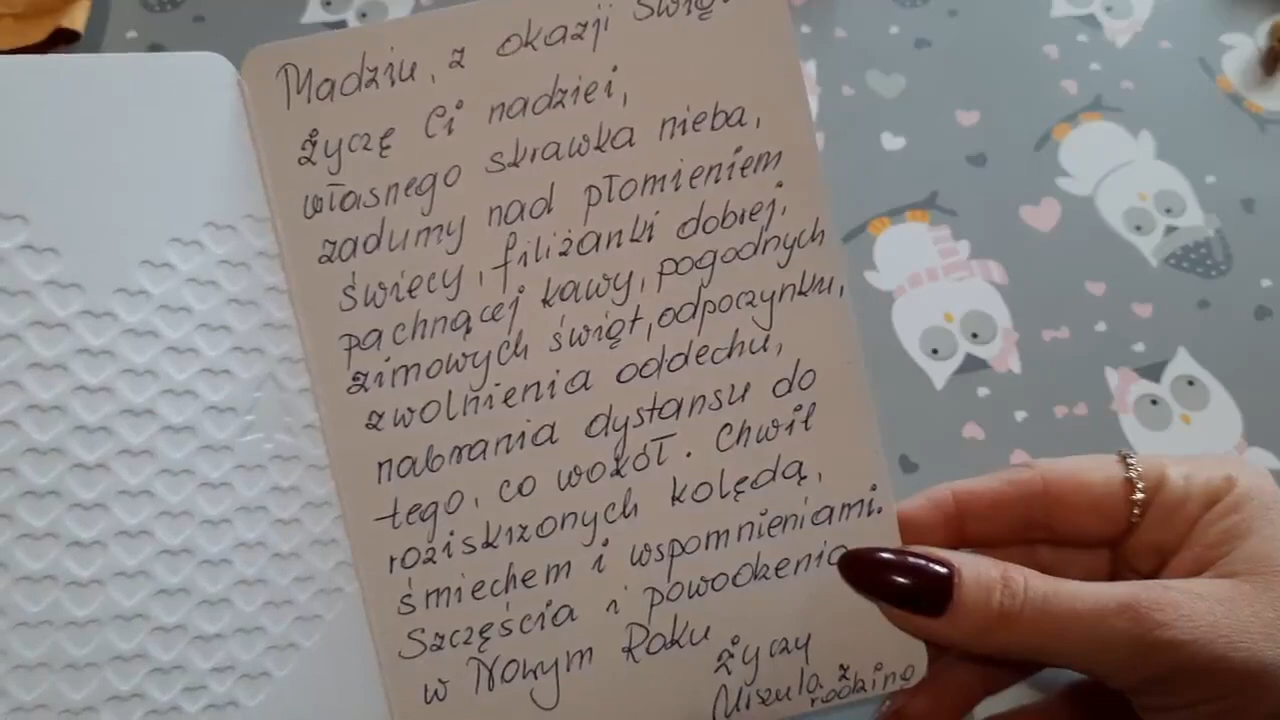 Madziu, z okazji Świą
życzę Ci nadziei,
własnego skrawka nieba,
zadumy nad płomieniem
świecy, filiżanki dobrej,
pachnącej kawy, pogodnych
zimowych świąt, odpoczynku,
zwolnienia oddechu,
nabrania dystansu do
tego, co wokół. Chwil
roziskrzonych kolędą,
śmiechem i wspomnieniami.
Szczęścia i powodzenia
w Nowym Roku
życzy
z
rodziną